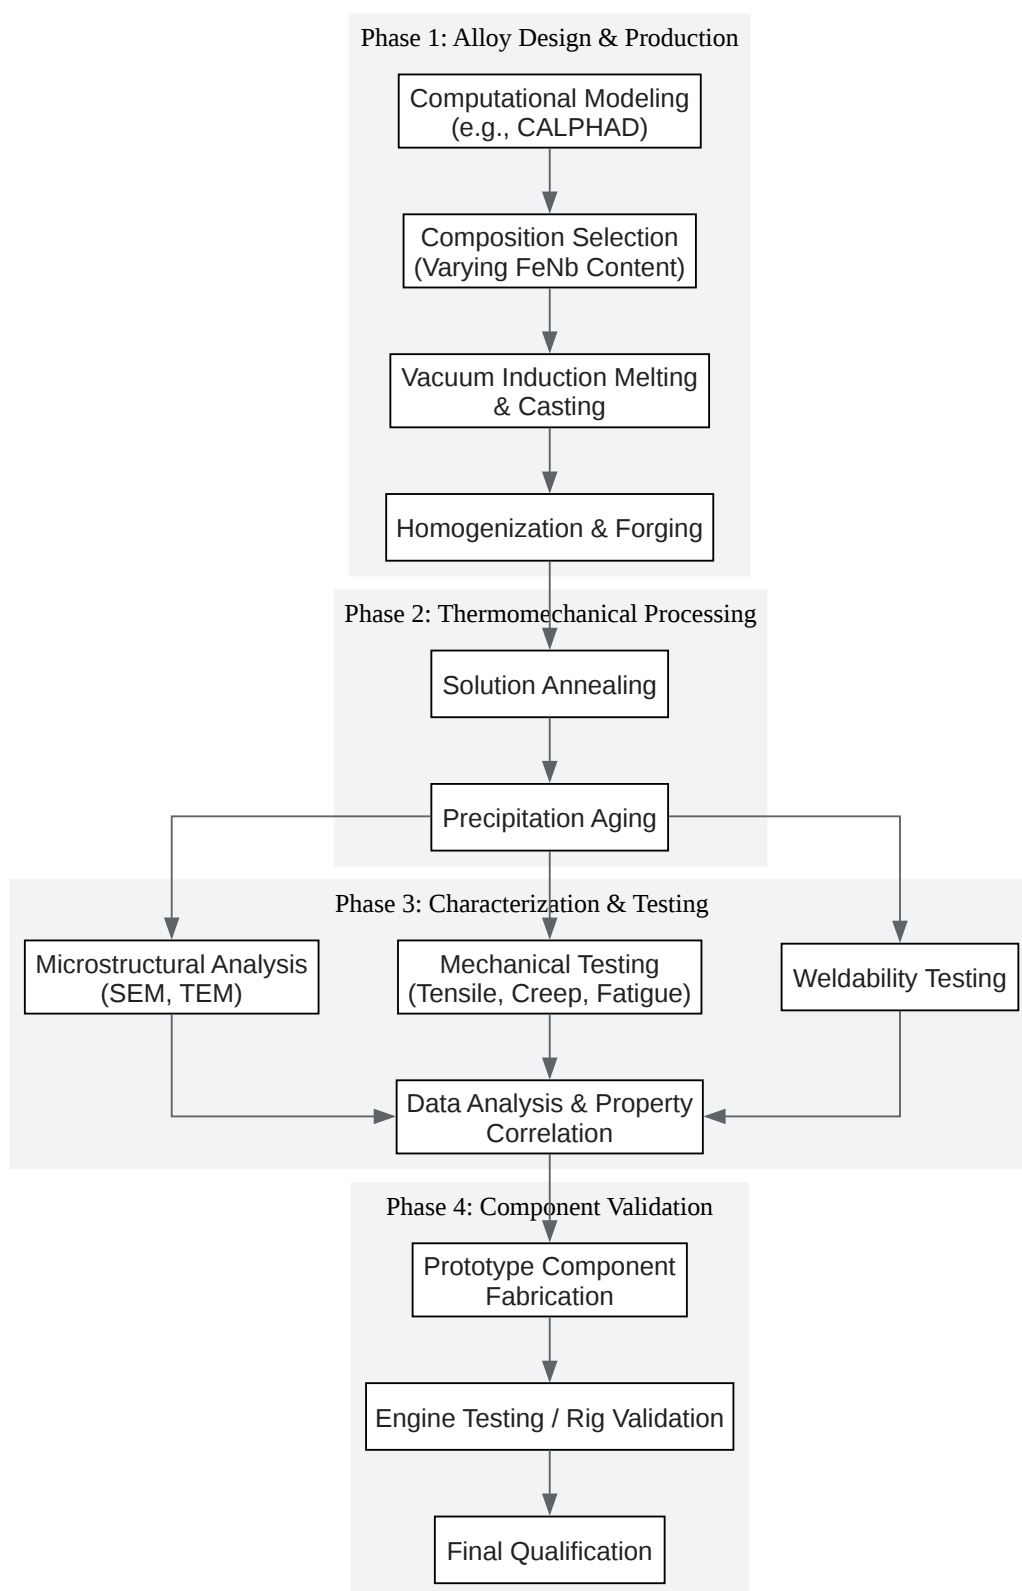 Phase 1: Alloy Design & Production
Computational Modeling
(e.g., CALPHAD)
Composition Selection
(Varying FeNb Content)
Vacuum Induction Melting
& Casting
Homogenization & Forging
Phase 2: Thermomechanical Processing
Solution Annealing
Precipitation Aging
Phase 3: Characterization & Testing
Microstructural Analysis
(SEM, TEM)
Mechanical Testing
(Tensile, Creep, Fatigue)
Weldability Testing
Data Analysis & Property
Correlation
Phase 4: Component Validation
Prototype Component
Fabrication
Engine Testing / Rig Validation
Final Qualification